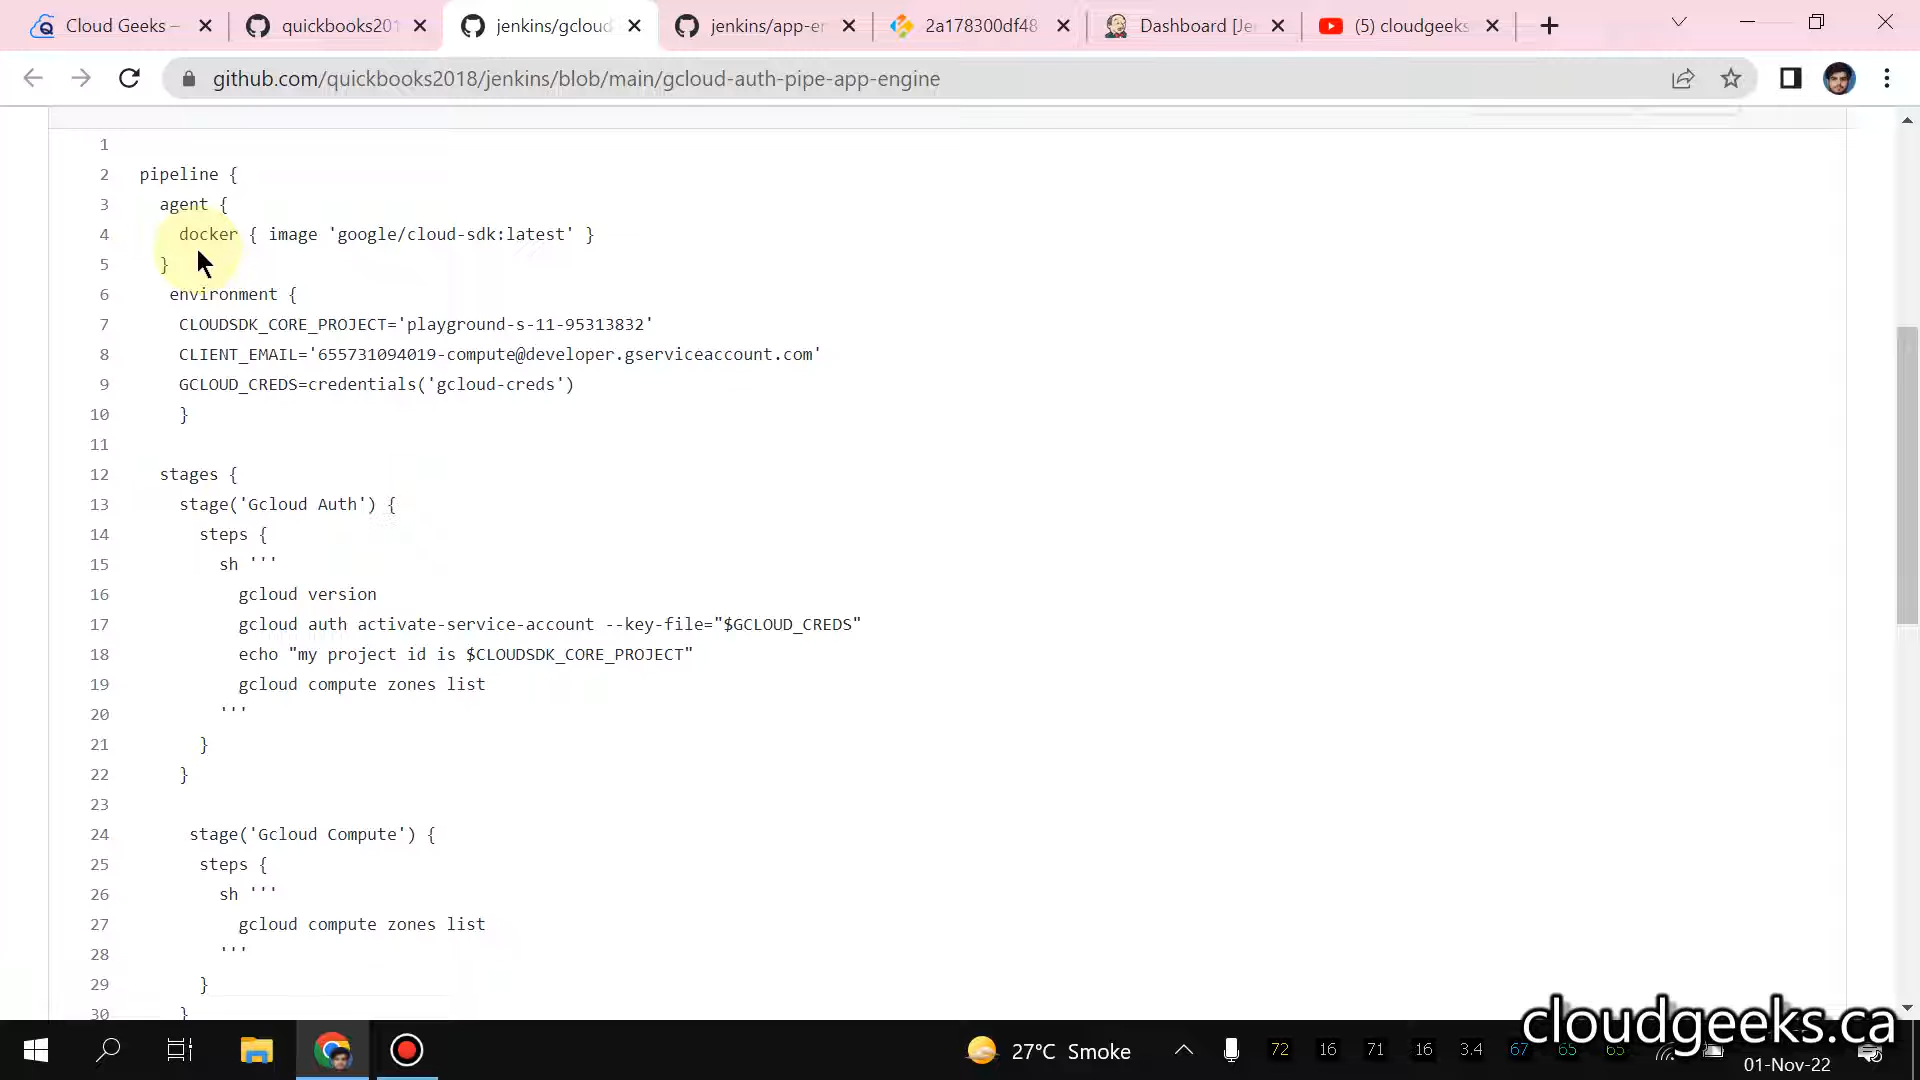 Cloud Geeks –
quickbooks201
jenkins/gcloud
jenkins/app-en
2a178300df48
Dashboard [Je
(5) cloudgeeks
github.com/quickbooks2018/jenkins/blob/main/gcloud-auth-pipe-app-engine
1
2 pipeline {
3 agent {
4 docker { image 'google/cloud-sdk:latest' }
5 }
6 environment {
7 CLOUDSDK_CORE_PROJECT='playground-s-11-95313832'
8 CLIENT_EMAIL='655731094019-compute@developer.gserviceaccount.com'
9 GCLOUD_CREDS=credentials('gcloud-creds')
10 }
11
12 stages {
13 stage('Gcloud Auth') {
14 steps {
15 sh '''
16 gcloud version
17 gcloud auth activate-service-account --key-file="$GCLOUD_CREDS"
18 echo "my project id is $CLOUDSDK_CORE_PROJECT"
19 gcloud compute zones list
20 '''
21 }
22 }
23
24 stage('Gcloud Compute') {
25 steps {
26 sh '''
27 gcloud compute zones list
28 '''
29 }
30 }
cloudgeeks.ca
27°C Smoke
72 16 71 16 3.4 67 65 65
01-Nov-22